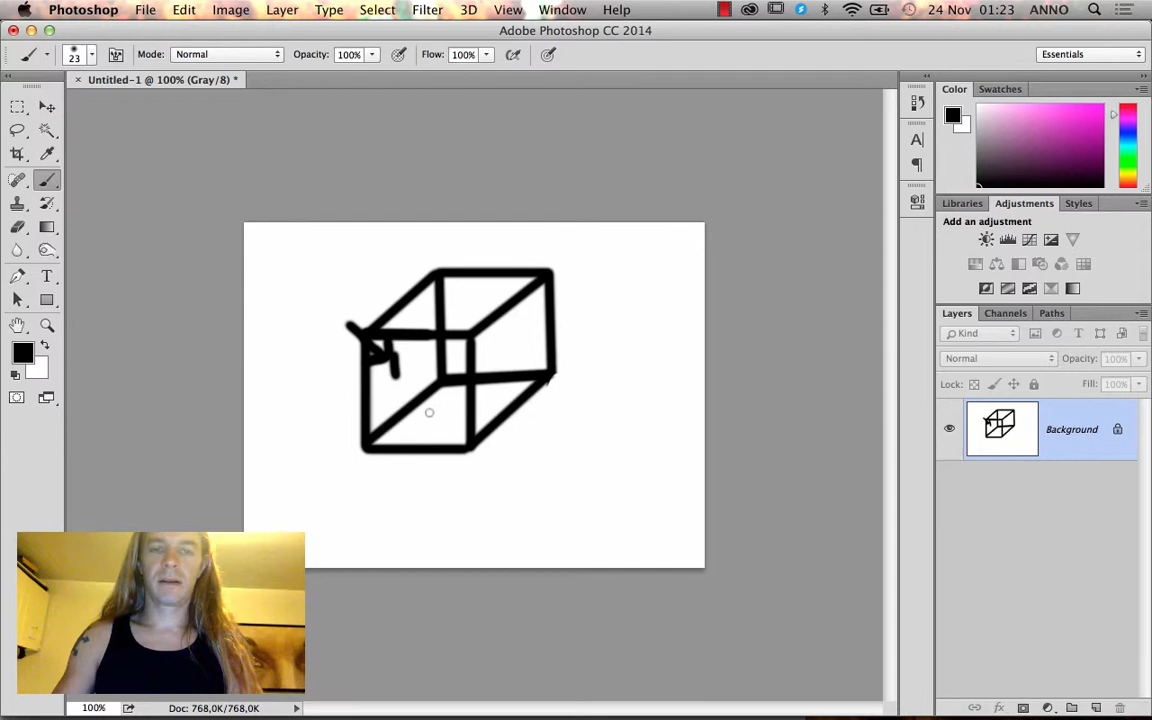 Photoshop File Edit Image Layer Type Select Filter 3D View Window Help 24 Nov 01:23 ANNO
Adobe Photoshop CC 2014
23 Mode: Normal Opacity: 100% Flow: 100% Essentials
× Untitled-1 @ 100% (Gray/8) *
Color Swatches
Libraries Adjustments Styles
Add an adjustment
Layers Channels Paths
Kind
Normal Opacity: 100%
Lock: Fill: 100%
Background
100% Doc: 768,0K/768,0K